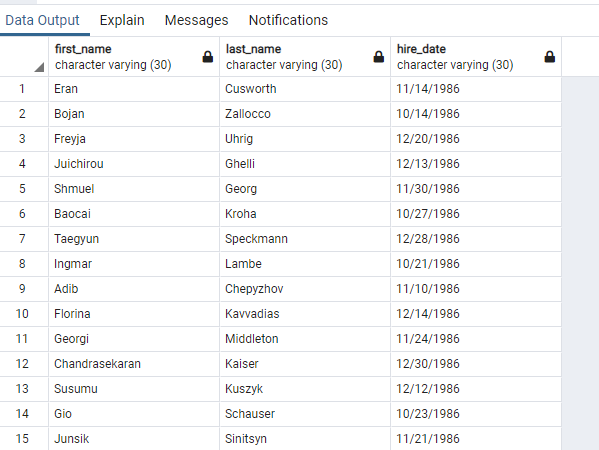 Data Output Explain Messages Notifications
first_name last_name hire_date
character varying (30) character varying (30) character varying (30)
1 Eran Cusworth 11/14/1986
2 Bojan Zallocco 10/14/1986
3 Freyja Uhrig 12/20/1986
4 Juichirou Ghelli 12/13/1986
5 Shmuel Georg 11/30/1986
6 Baocai Kroha 10/27/1986
7 Taegyun Speckmann 12/28/1986
8 Ingmar Lambe 10/21/1986
9 Adib Chepyzhov 11/10/1986
10 Florina Kavvadias 12/14/1986
11 Georgi Middleton 11/24/1986
12 Chandrasekaran Kaiser 12/30/1986
13 Susumu Kuszyk 12/12/1986
14 Gio Schauser 10/23/1986
15 Junsik Sinitsyn 11/21/1986